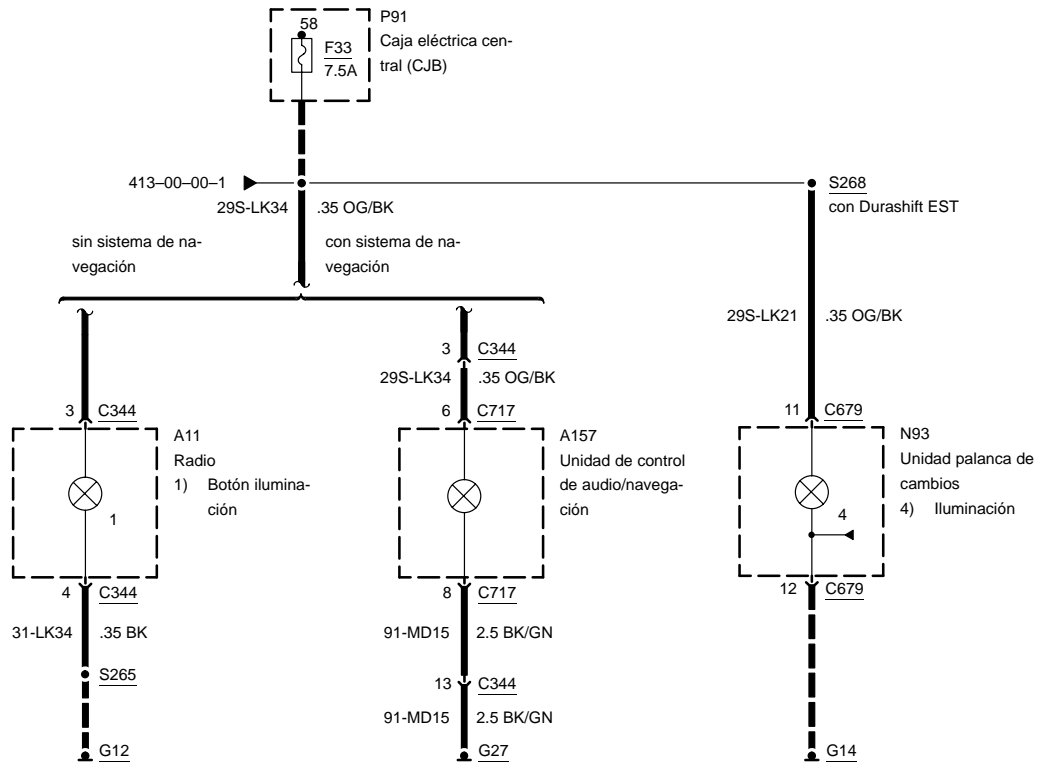 P91
58
Caja eléctrica cen-
tral (CJB)
F33
7.5A
413–00–00–1
S268
con Durashift EST
29S-LK34
.35 OG/BK
sin sistema de na-
vegación
con sistema de na-
vegación
29S-LK21
.35 OG/BK
3
C344
29S-LK34
.35 OG/BK
3
C344
6
C717
11
C679
A11
Radio
1) Botón ilumina-
ción
1
A157
Unidad de control
de audio/navega-
ción
N93
Unidad palanca de
cambios
4) Iluminación
4
4
C344
8
C717
12
C679
31-LK34
.35 BK
91-MD15
2.5 BK/GN
S265
13
C344
91-MD15
2.5 BK/GN
G12
G27
G14